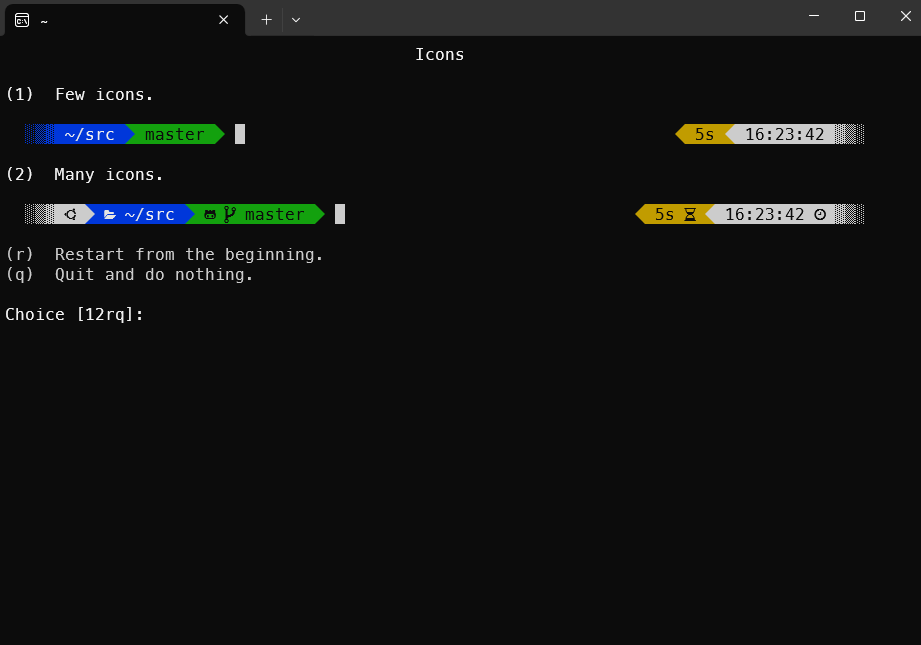 ~
Icons
(1)  Few icons.
~/src master 5s 16:23:42
(2)  Many icons.
~/src master 5s 16:23:42
(r)  Restart from the beginning.
(q)  Quit and do nothing.
Choice [12rq]: